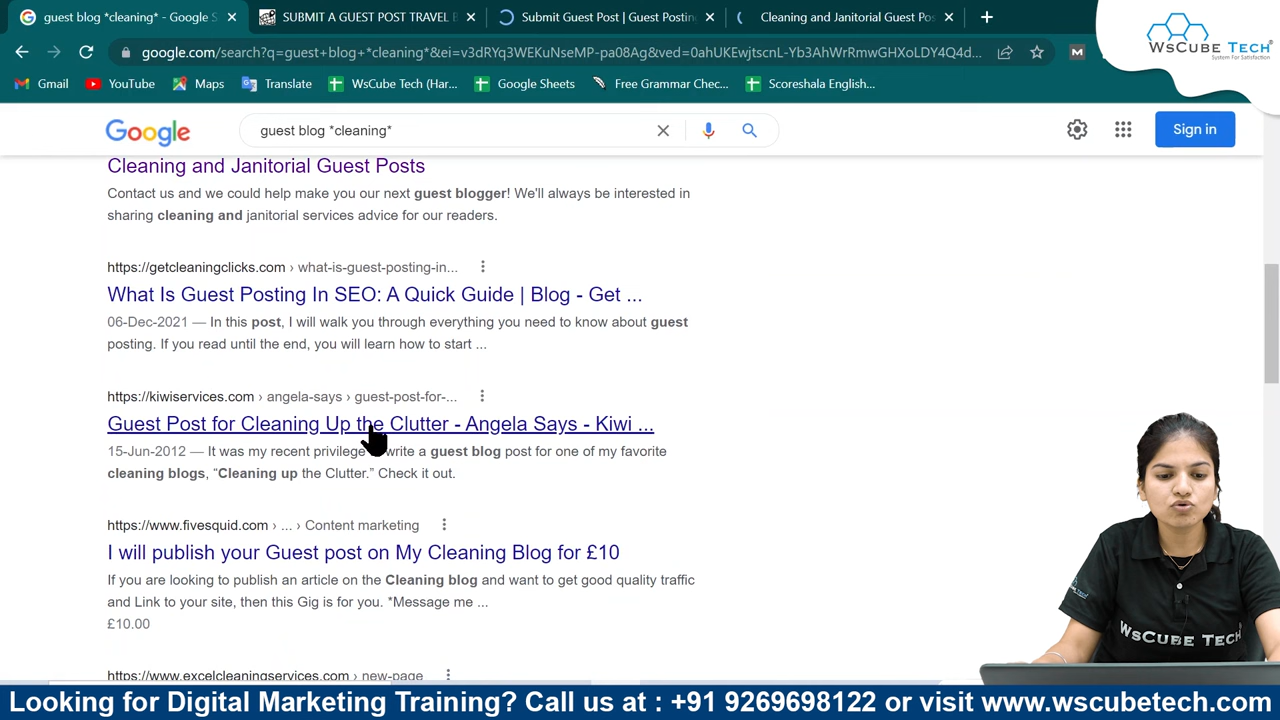 guest blog *cleaning* - Google S
SUBMIT A GUEST POST TRAVEL B
Submit Guest Post | Guest Posting
Cleaning and Janitorial Guest Pos
WsCube Tech®
System For Satisfaction
google.com/search?q=guest+blog+*cleaning*&ei=v3dRYq3WEKuNseMP-pa08Ag&ved=0ahUKEwjtscnL-Yb3AhWrRmwGHXoLDY4Q4d...
M
Gmail
YouTube
Maps
Translate
WsCube Tech (Har...
Google Sheets
Free Grammar Chec...
Scoreshala English...
Google
guest blog *cleaning*
Sign in
Cleaning and Janitorial Guest Posts
Contact us and we could help make you our next guest blogger! We'll always be interested in
sharing cleaning and janitorial services advice for our readers.
https://getcleaningclicks.com › what-is-guest-posting-in...
What Is Guest Posting In SEO: A Quick Guide | Blog - Get ...
06-Dec-2021 — In this post, I will walk you through everything you need to know about guest
posting. If you read until the end, you will learn how to start ...
https://kiwiservices.com › angela-says › guest-post-for-...
Guest Post for Cleaning Up the Clutter - Angela Says - Kiwi ...
15-Jun-2012 — It was my recent privilege write a guest blog post for one of my favorite
cleaning blogs, “Cleaning up the Clutter.” Check it out.
https://www.fivesquid.com › ... › Content marketing
I will publish your Guest post on My Cleaning Blog for £10
If you are looking to publish an article on the Cleaning blog and want to get good quality traffic
and Link to your site, then this Gig is for you. *Message me ...
£10.00
https://www.excelcleaningservices.com › new-page
WsCube Tech
Looking for Digital Marketing Training? Call us at : +91 9269698122 or visit www.wscubetech.com